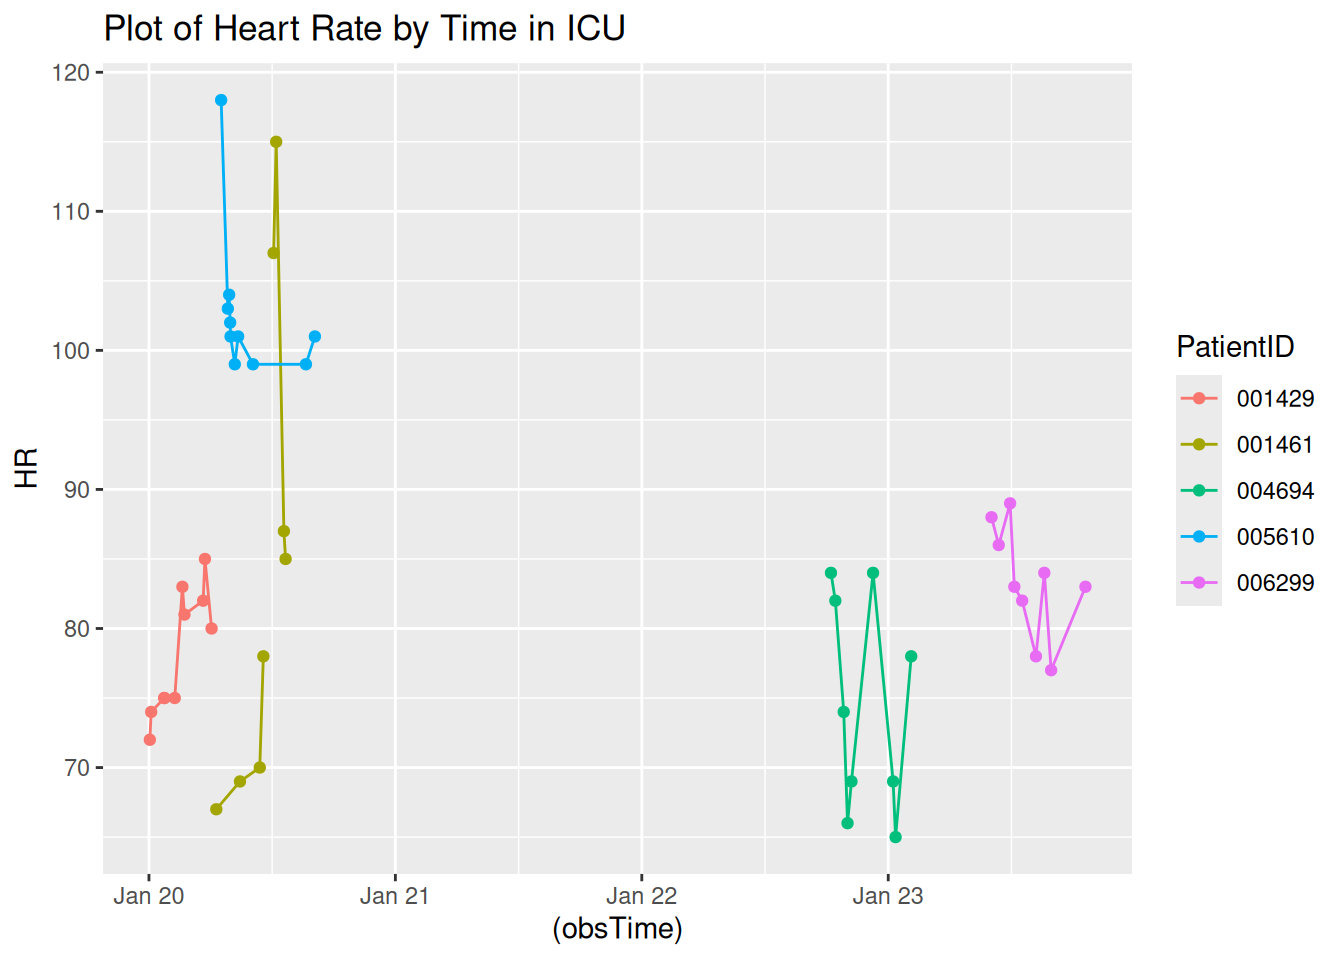 Plot of Heart Rate by Time in ICU
120
110
100
90
80
70
HR
Jan 20
Jan 21
Jan 22
Jan 23
(obsTime)
PatientID
001429
001461
004694
005610
006299